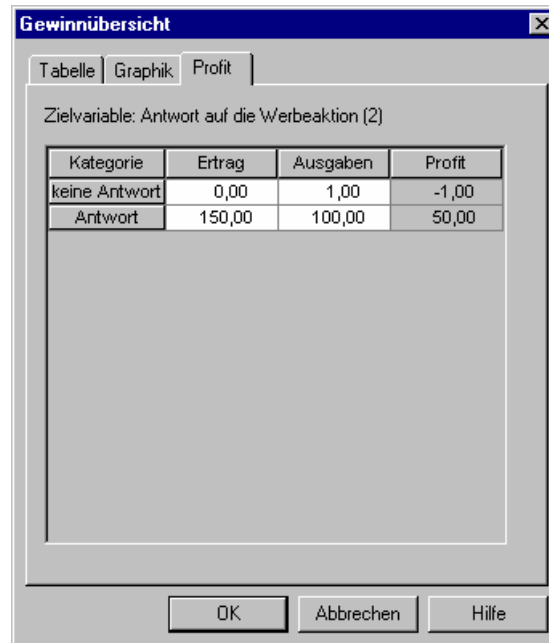 Gewinnübersicht
Tabelle Graphik Profit
Zielvariable: Antwort auf die Werbeaktion (2)
Kategorie Ertrag Ausgaben Profit
keine Antwort 0,00 1,00 -1,00
Antwort 150,00 100,00 50,00
OK Abbrechen Hilfe